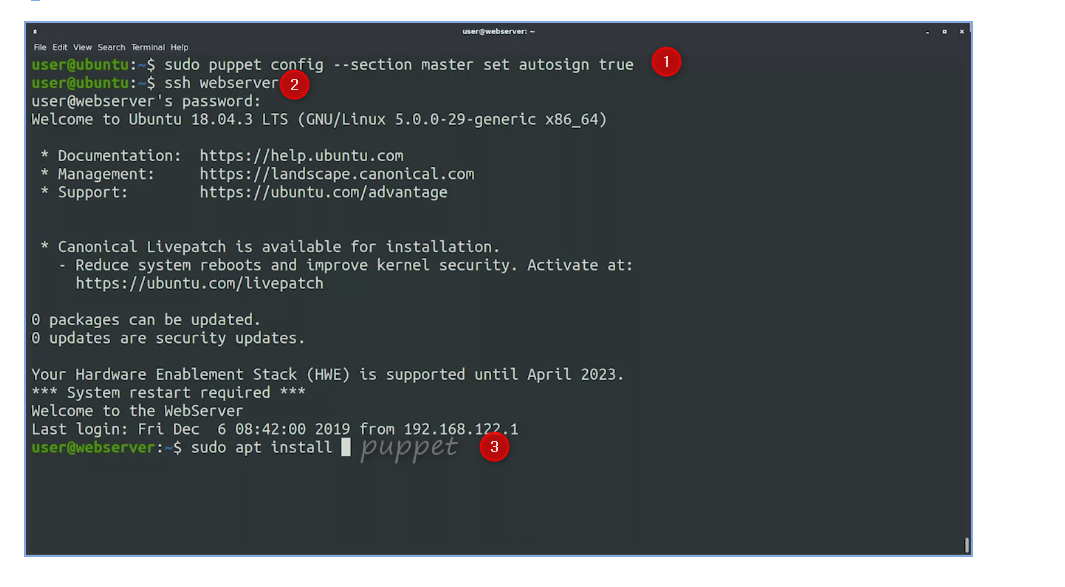 user@webserver: ~
File Edit View Search Terminal Help
user@ubuntu:~$ sudo puppet config --section master set autosign true 1
user@ubuntu:~$ ssh webserver 2
user@webserver's password:
Welcome to Ubuntu 18.04.3 LTS (GNU/Linux 5.0.0-29-generic x86_64)
* Documentation: https://help.ubuntu.com
* Management: https://landscape.canonical.com
* Support: https://ubuntu.com/advantage
* Canonical Livepatch is available for installation.
- Reduce system reboots and improve kernel security. Activate at:
https://ubuntu.com/livepatch
0 packages can be updated.
0 updates are security updates.
Your Hardware Enablement Stack (HWE) is supported until April 2023.
*** System restart required ***
Welcome to the WebServer
Last login: Fri Dec 6 08:42:00 2019 from 192.168.122.1
user@webserver:~$ sudo apt install puppet 3